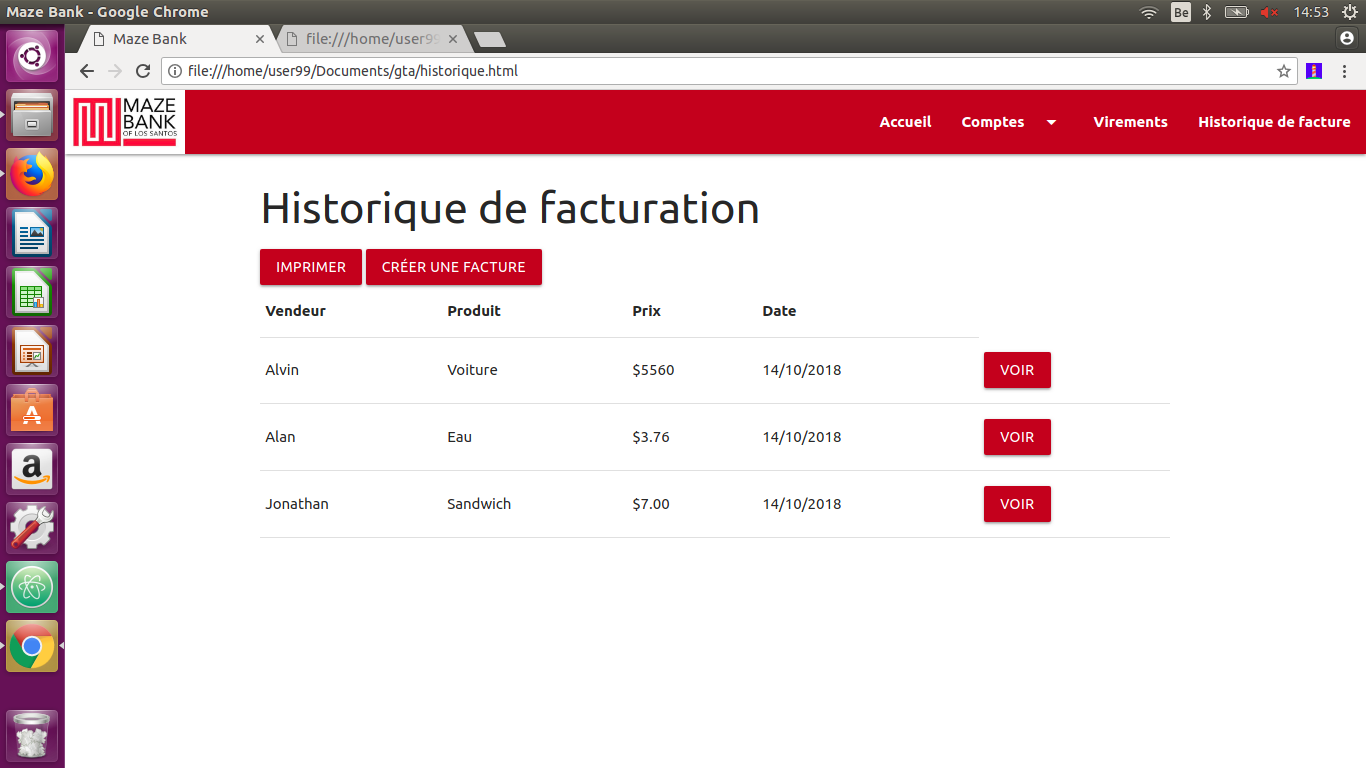 Maze Bank - Google Chrome
Be
14:53
Maze Bank
file:///home/user99
file:///home/user99/Documents/gta/historique.html
MAZE
BANK
OF LOS SANTOS
Accueil
Comptes
Virements
Historique de facture
Historique de facturation
IMPRIMER
CRÉER UNE FACTURE
Vendeur Produit Prix Date
Alvin Voiture $5560 14/10/2018 VOIR
Alan Eau $3.76 14/10/2018 VOIR
Jonathan Sandwich $7.00 14/10/2018 VOIR